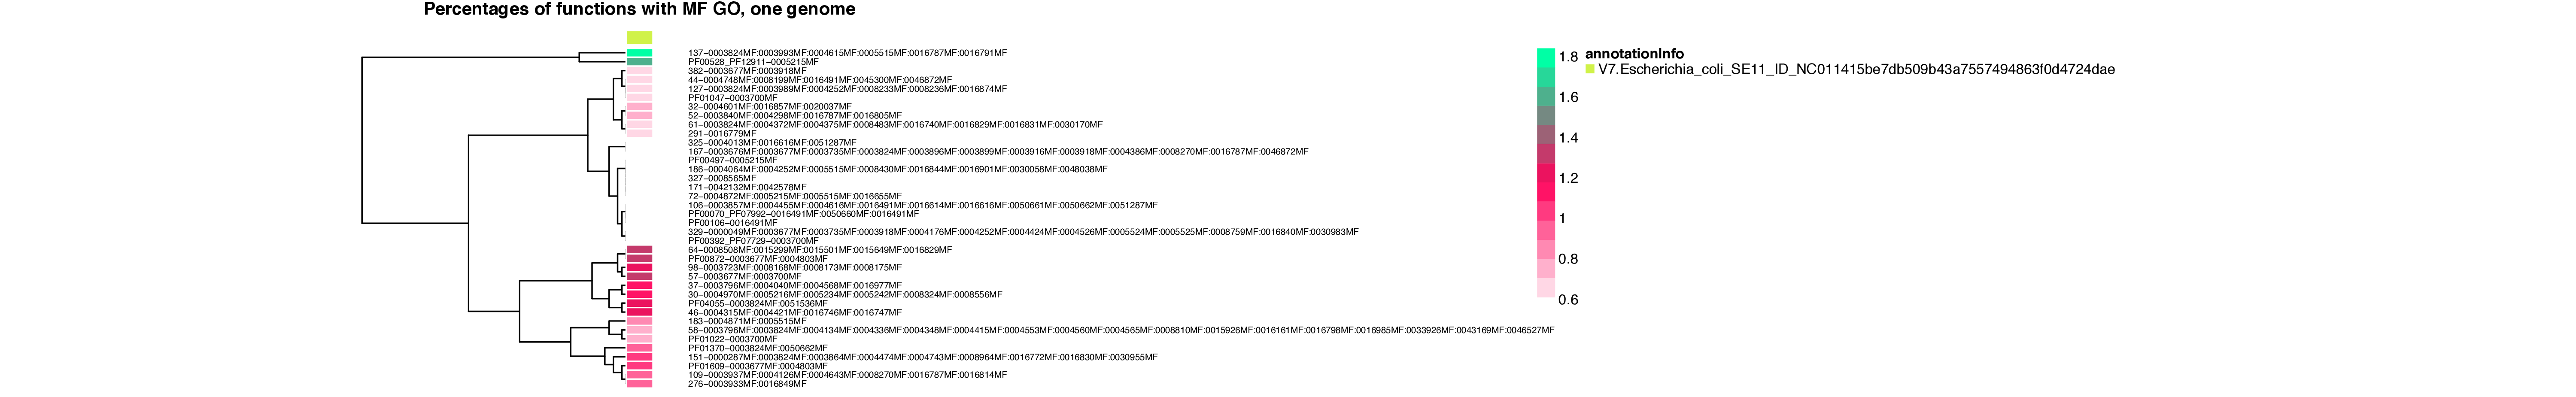 Percentages of functions with MF GO, one genome
137−0003824MF:0003993MF:0004615MF:0005515MF:0016787MF:0016791MF
PF00528_PF12911−0005215MF
382−0003677MF:0003918MF
44−0004748MF:0008199MF:0016491MF:0045300MF:0046872MF
127−0003824MF:0003989MF:0004252MF:0008233MF:0008236MF:0016874MF
PF01047−0003700MF
32−0004601MF:0016857MF:0020037MF
52−0003840MF:0004298MF:0016787MF:0016805MF
61−0003824MF:0004372MF:0004375MF:0008483MF:0016740MF:0016829MF:0016831MF:0030170MF
291−0016779MF
325−0004013MF:0016616MF:0051287MF
167−0003676MF:0003677MF:0003735MF:0003824MF:0003896MF:0003899MF:0003916MF:0003918MF:0004386MF:0008270MF:0016787MF:0046872MF
PF00497−0005215MF
186−0004064MF:0004252MF:0005515MF:0008430MF:0016844MF:0016901MF:0030058MF:0048038MF
327−0008565MF
171−0042132MF:0042578MF
72−0004872MF:0005215MF:0005515MF:0016655MF
106−0003857MF:0004455MF:0004616MF:0016491MF:0016614MF:0016616MF:0050661MF:0050662MF:0051287MF
PF00070_PF07992−0016491MF:0050660MF:0016491MF
PF00106−0016491MF
329−0000049MF:0003677MF:0003735MF:0003918MF:0004176MF:0004252MF:0004424MF:0004526MF:0005524MF:0005525MF:0008759MF:0016840MF:0030983MF
PF00392_PF07729−0003700MF
64−0008508MF:0015299MF:0015501MF:0015649MF:0016829MF
PF00872−0003677MF:0004803MF
98−0003723MF:0008168MF:0008173MF:0008175MF
57−0003677MF:0003700MF
37−0003796MF:0004040MF:0004568MF:0016977MF
30−0004970MF:0005216MF:0005234MF:0005242MF:0008324MF:0008556MF
PF04055−0003824MF:0051536MF
46−0004315MF:0004421MF:0016746MF:0016747MF
183−0004871MF:0005515MF
58−0003796MF:0003824MF:0004134MF:0004336MF:0004348MF:0004415MF:0004553MF:0004560MF:0004565MF:0008810MF:0015926MF:0016161MF:0016798MF:0016985MF:0033926MF:0043169MF:0046527MF
PF01022−0003700MF
PF01370−0003824MF:0050662MF
151−0000287MF:0003824MF:0003864MF:0004474MF:0004743MF:0008964MF:0016772MF:0016830MF:0030955MF
PF01609−0003677MF:0004803MF
109−0003937MF:0004126MF:0004643MF:0008270MF:0016787MF:0016814MF
276−0003933MF:0016849MF
1.8
1.6
1.4
1.2
1
0.8
0.6
annotationInfo
V7.Escherichia_coli_SE11_ID_NC011415be7db509b43a7557494863f0d4724dae